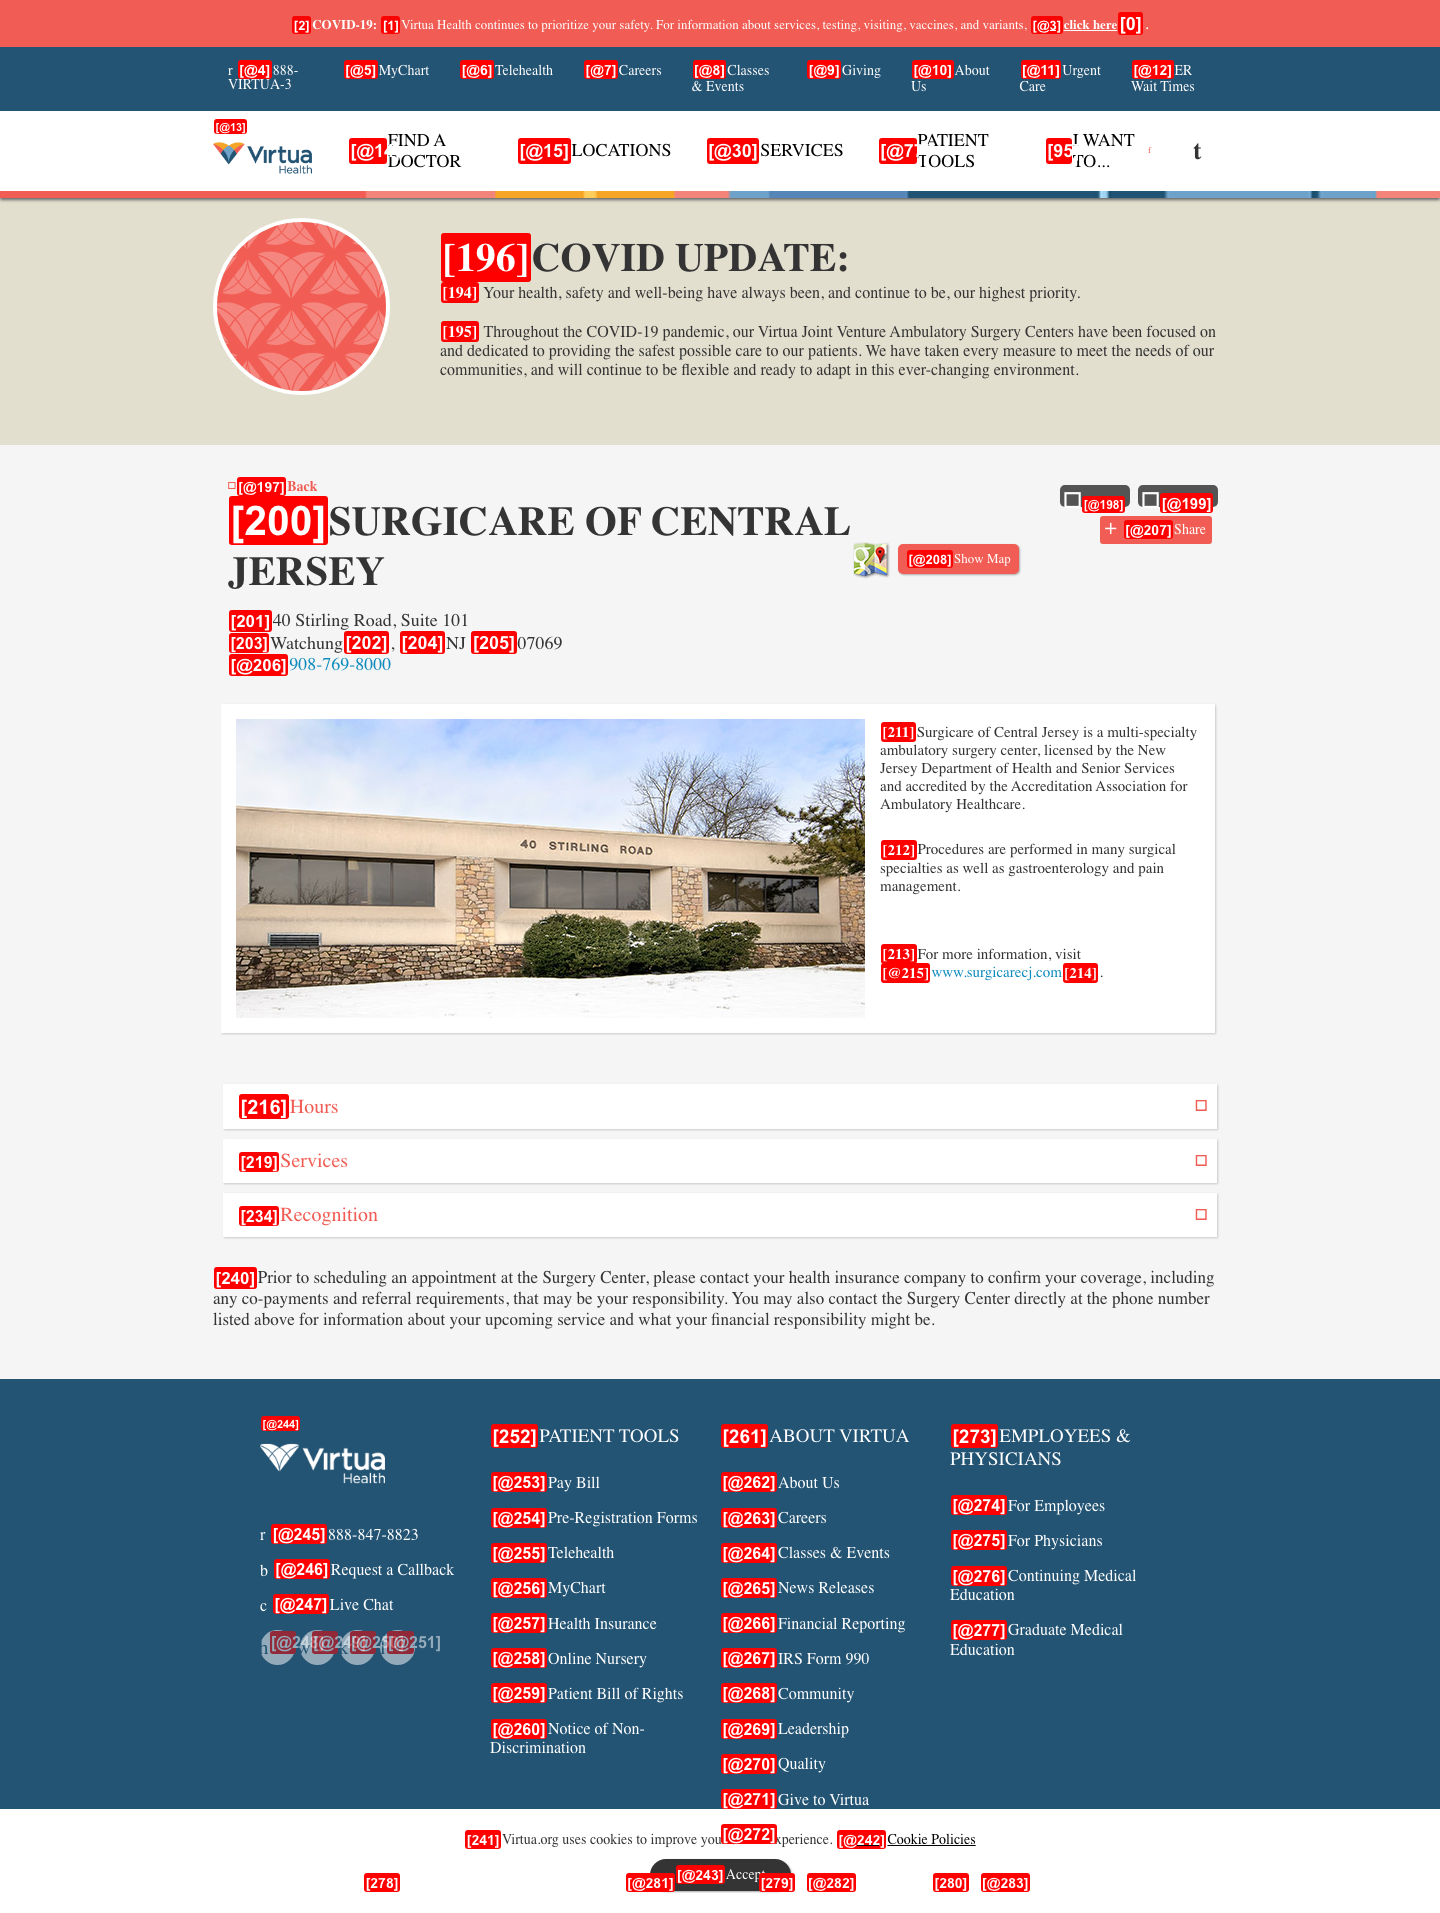 [2]COVID-19: [1]Virtua Health continues to prioritize your safety. For information about services, testing, visiting, vaccines, and variants, [@3]click here[0].
r [@4]888-VIRTUA-3
[@5]MyChart
[@6]Telehealth
[@7]Careers
[@8]Classes & Events
[@9]Giving
[@10]About Us
[@11]Urgent Care
[@12]ER Wait Times
[@13]
Virtua Health
FIND A DOCTOR
[@15]LOCATIONS
[@30]SERVICES
PATIENT TOOLS
I WANT TO...
f
t
[196]COVID UPDATE:
[194] Your health, safety and well-being have always been, and continue to be, our highest priority.
[195] Throughout the COVID-19 pandemic, our Virtua Joint Venture Ambulatory Surgery Centers have been focused on
and dedicated to providing the safest possible care to our patients. We have taken every measure to meet the needs of our
communities, and will continue to be flexible and ready to adapt in this ever-changing environment.
[@197]Back
[@198]
[@199]
[200]SURGICARE OF CENTRAL
JERSEY
[@207]Share
[@208]Show Map
[201]40 Stirling Road, Suite 101
[203]Watchung[202], [204]NJ [205]07069
[@206]908-769-8000
40 STIRLING ROAD
[211]Surgicare of Central Jersey is a multi-specialty
ambulatory surgery center, licensed by the New
Jersey Department of Health and Senior Services
and accredited by the Accreditation Association for
Ambulatory Healthcare.
[212]Procedures are performed in many surgical
specialties as well as gastroenterology and pain
management.
[213]For more information, visit
[@215]www.surgicarecj.com[214].
[216]Hours
[219]Services
[234]Recognition
[240]Prior to scheduling an appointment at the Surgery Center, please contact your health insurance company to confirm your coverage, including
any co-payments and referral requirements, that may be your responsibility. You may also contact the Surgery Center directly at the phone number
listed above for information about your upcoming service and what your financial responsibility might be.
[@244]
Virtua
Health
r [@245]888-847-8823
b [@246]Request a Callback
c [@247]Live Chat
[@251]
[252]PATIENT TOOLS
[@253]Pay Bill
[@254]Pre-Registration Forms
[@255]Telehealth
[@256]MyChart
[@257]Health Insurance
[@258]Online Nursery
[@259]Patient Bill of Rights
[@260]Notice of Non-
Discrimination
[261]ABOUT VIRTUA
[@262]About Us
[@263]Careers
[@264]Classes & Events
[@265]News Releases
[@266]Financial Reporting
[@267]IRS Form 990
[@268]Community
[@269]Leadership
[@270]Quality
[@271]Give to Virtua
[@272]
[273]EMPLOYEES &
PHYSICIANS
[@274]For Employees
[@275]For Physicians
[@276]Continuing Medical
Education
[@277]Graduate Medical
Education
[241]Virtua.org uses cookies to improve you xperience. [@242]Cookie Policies
[@243]Accept
[278]
[@281]
[279]
[@282]
[280]
[@283]